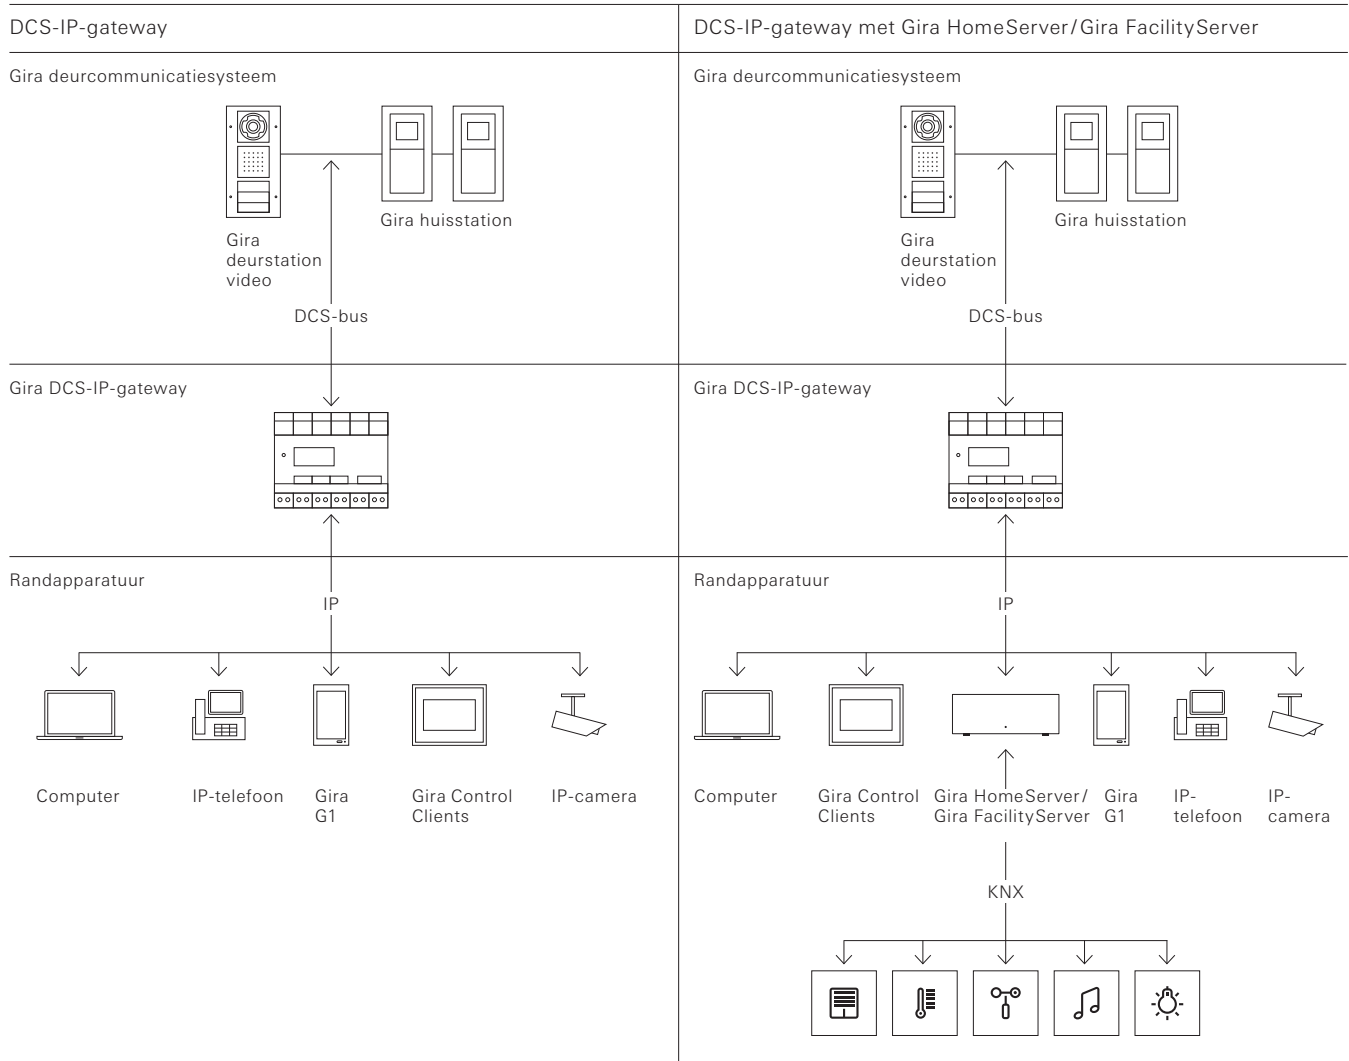 DCS-IP-gateway
Gira deurcommunicatiesysteem
Gira huisstation
Gira
deurstation
video
DCS-bus
Gira DCS-IP-gateway
Randapparatuur
IP
Computer
IP-telefoon
Gira
G1
Gira Control
Clients
IP-camera
DCS-IP-gateway met Gira HomeServer/Gira FacilityServer
Gira deurcommunicatiesysteem
Gira huisstation
Gira
deurstation
video
DCS-bus
Gira DCS-IP-gateway
Randapparatuur
IP
Computer
Gira Control
Clients
Gira HomeServer/
Gira FacilityServer
Gira
G1
IP-
telefoon
IP-
camera
KNX